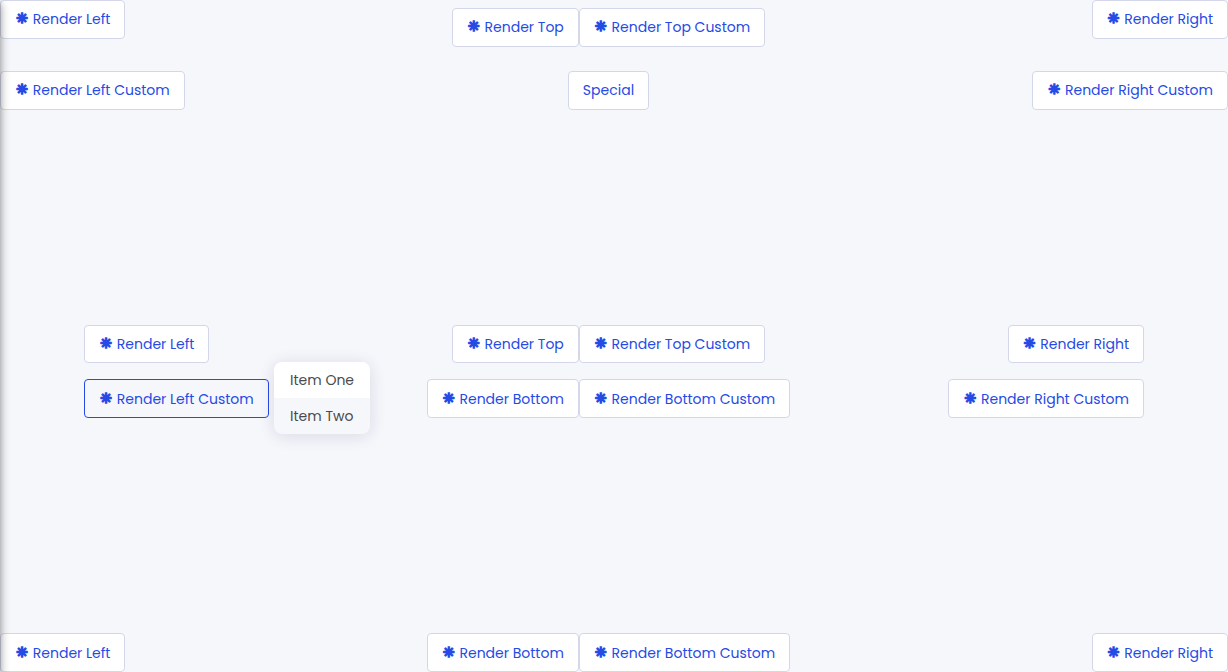 Render Left
Render Top
Render Top Custom
Render Right
Render Left Custom
Special
Render Right Custom
Render Left
Render Top
Render Top Custom
Render Right
Render Left Custom
Item One
Item Two
Render Bottom
Render Bottom Custom
Render Right Custom
Render Left
Render Bottom
Render Bottom Custom
Render Right